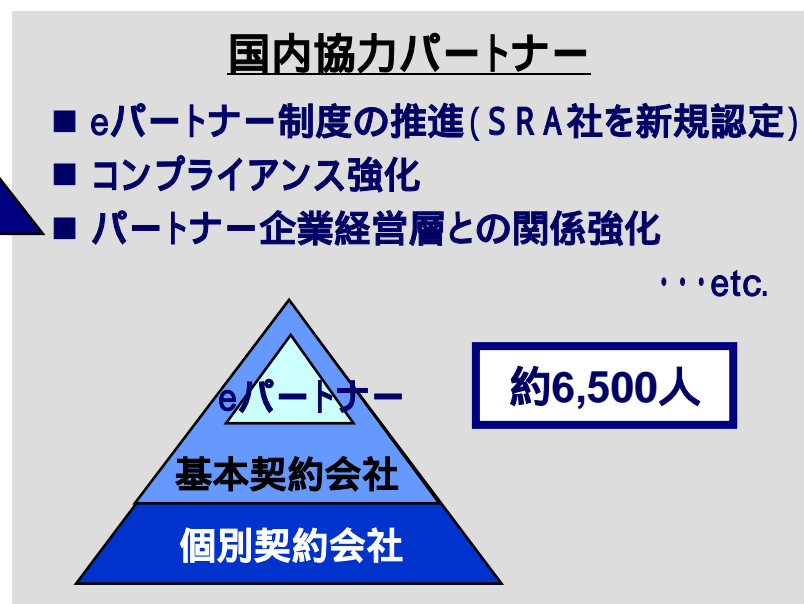 国内協力パートナー
■ eパートナー制度の推進(ＳＲＡ社を新規認定)
■ コンプライアンス強化
■ パートナー企業経営層との関係強化
･･･etc.
eパートナー
約6,500人
基本契約会社
個別契約会社